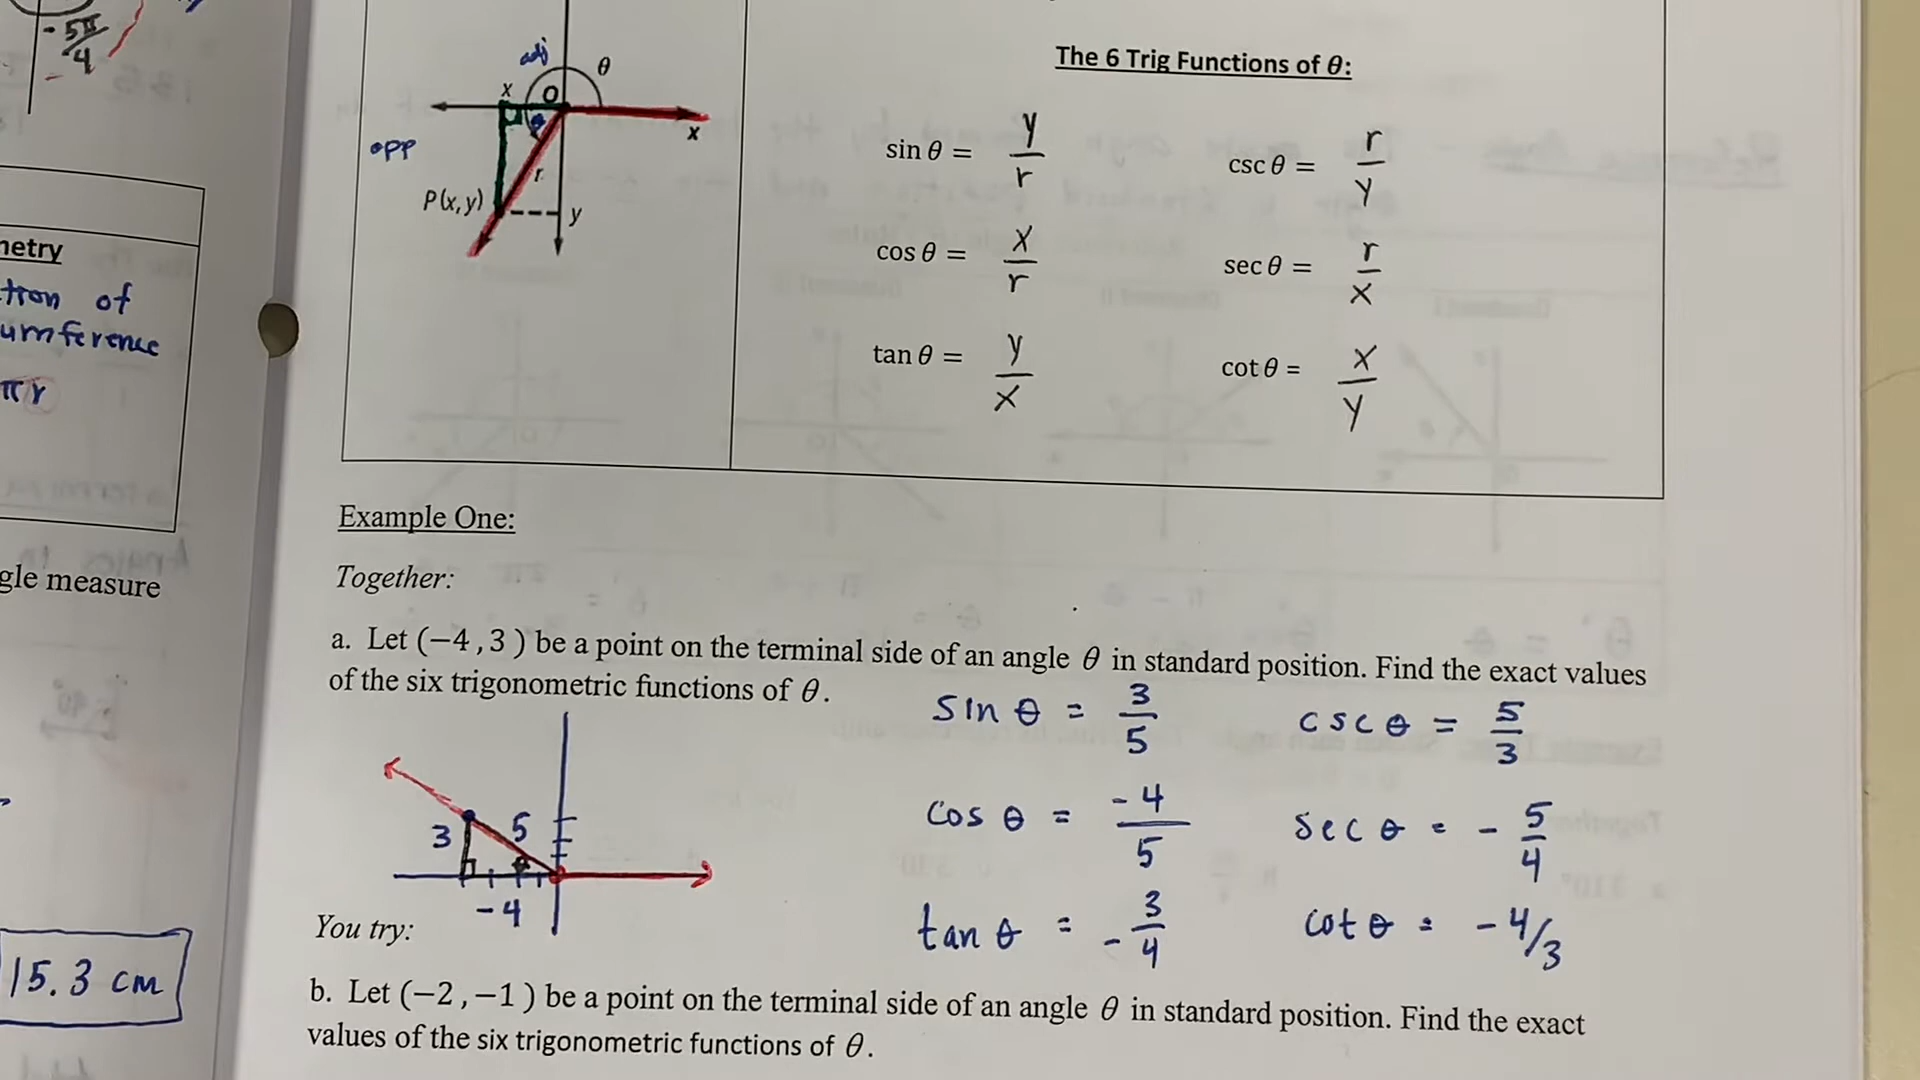 - 5π/4
adj
θ
x
O
x
opp
r
P(x,y)
y
The 6 Trig Functions of θ:
sin θ = y/r
csc θ = r/y
cos θ = x/r
sec θ = r/x
tan θ = y/x
cot θ = x/y
netry
tion of
umference
πr
gle measure
15.3 cm
Example One:
Together:
a. Let (−4,3) be a point on the terminal side of an angle θ in standard position. Find the exact values
of the six trigonometric functions of θ.
sin θ = 3/5
csc θ = 5/3
cos θ = -4/5
sec θ = - 5/4
tan θ = - 3/4
cot θ = - 4/3
3
5
-4
You try:
b. Let (−2,−1) be a point on the terminal side of an angle θ in standard position. Find the exact
values of the six trigonometric functions of θ.